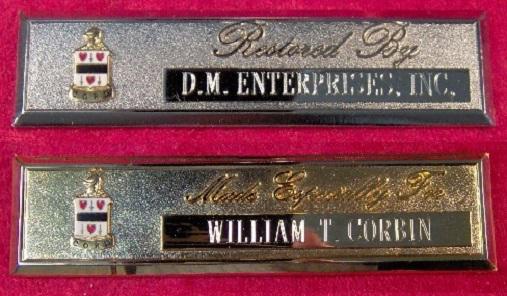 Restored By
D.M. ENTERPRISES, INC.
Made Especially For
WILLIAM T. CORBIN